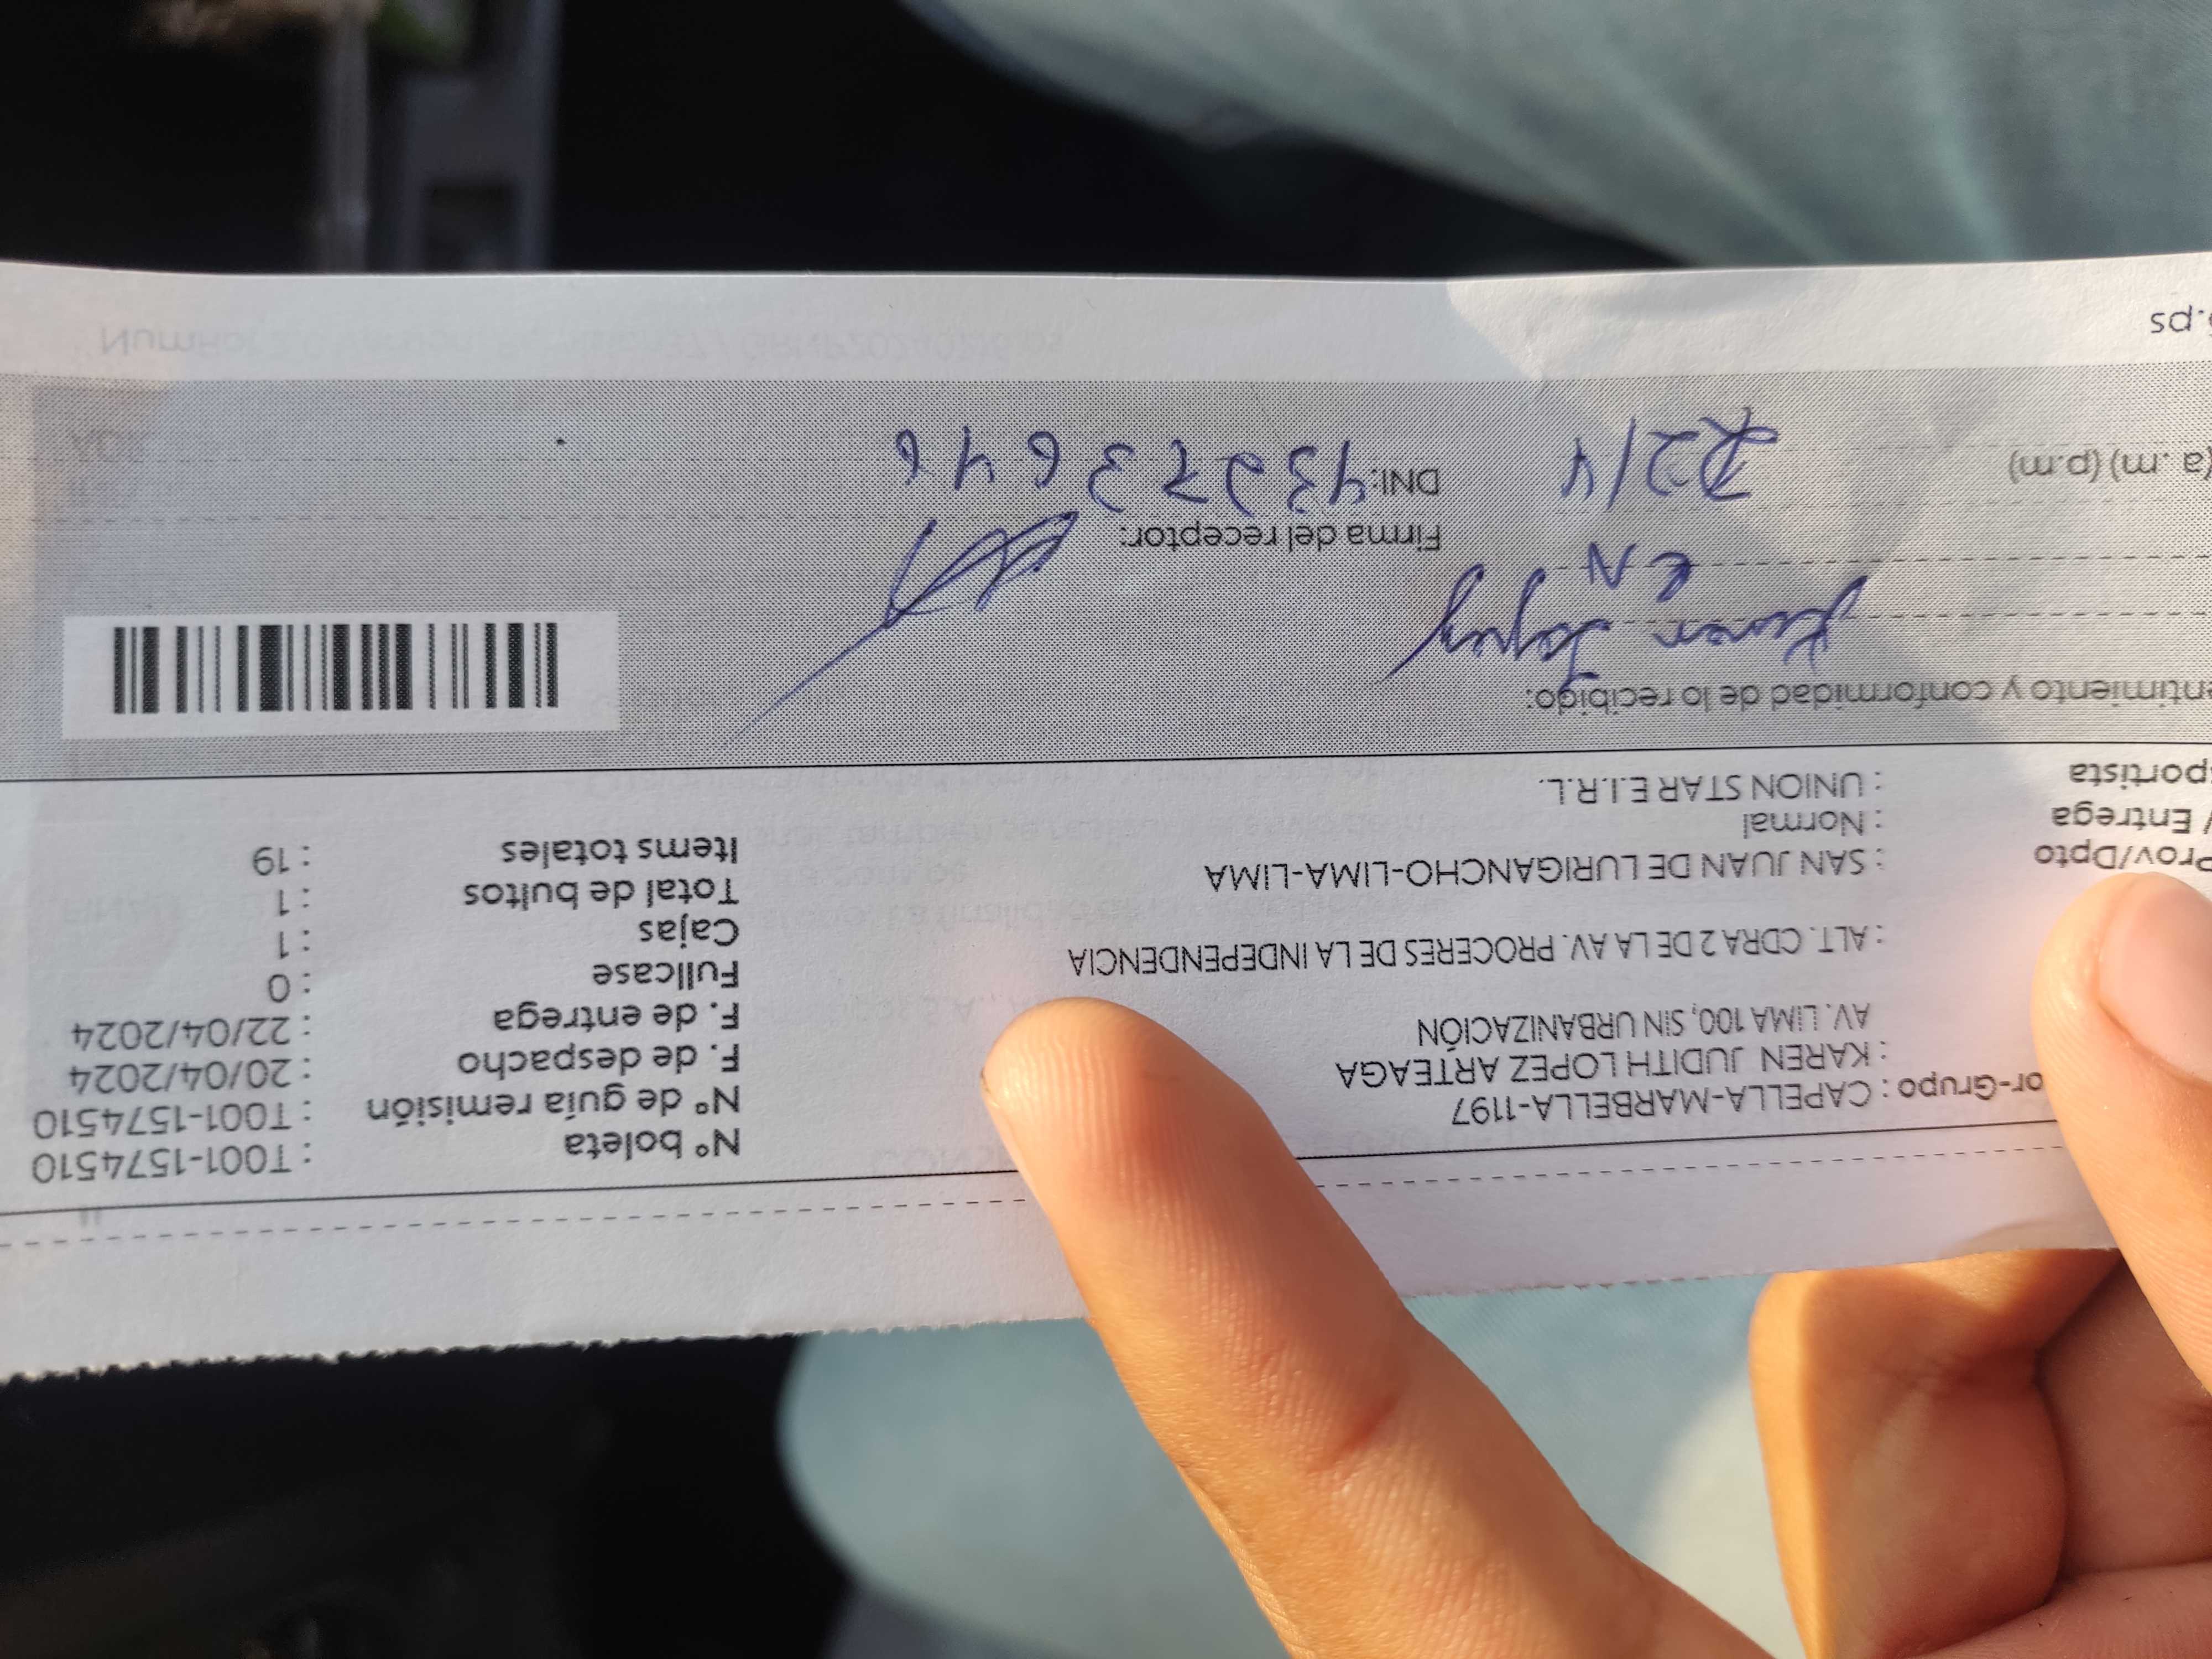 or-Grupo : CAPELLA-MARBELLA-1197
: KAREN JUDITH LOPEZ ARTEAGA
AV. LIMA 100, SIN URBANIZACIÓN
: ALT. CDRA 2 DE LA AV. PROCERES DE LA INDEPENDENCIA
Prov/Dpto : SAN JUAN DE LURIGANCHO-LIMA-LIMA
/ Entrega : Normal
portista : UNION STAR E.I.R.L.
N° boleta : T001-1574510
N° de guía remisión : T001-1574510
F. de despacho : 20/04/2024
F. de entrega : 22/04/2024
Fullcase : 0
Cajas : 1
Total de bultos : 1
Items totales : 19
entimiento y conformidad de lo recibido:
Karen Lopez
Firma del receptor:
(a .m) (p.m) 22/4
DNI:
.ps